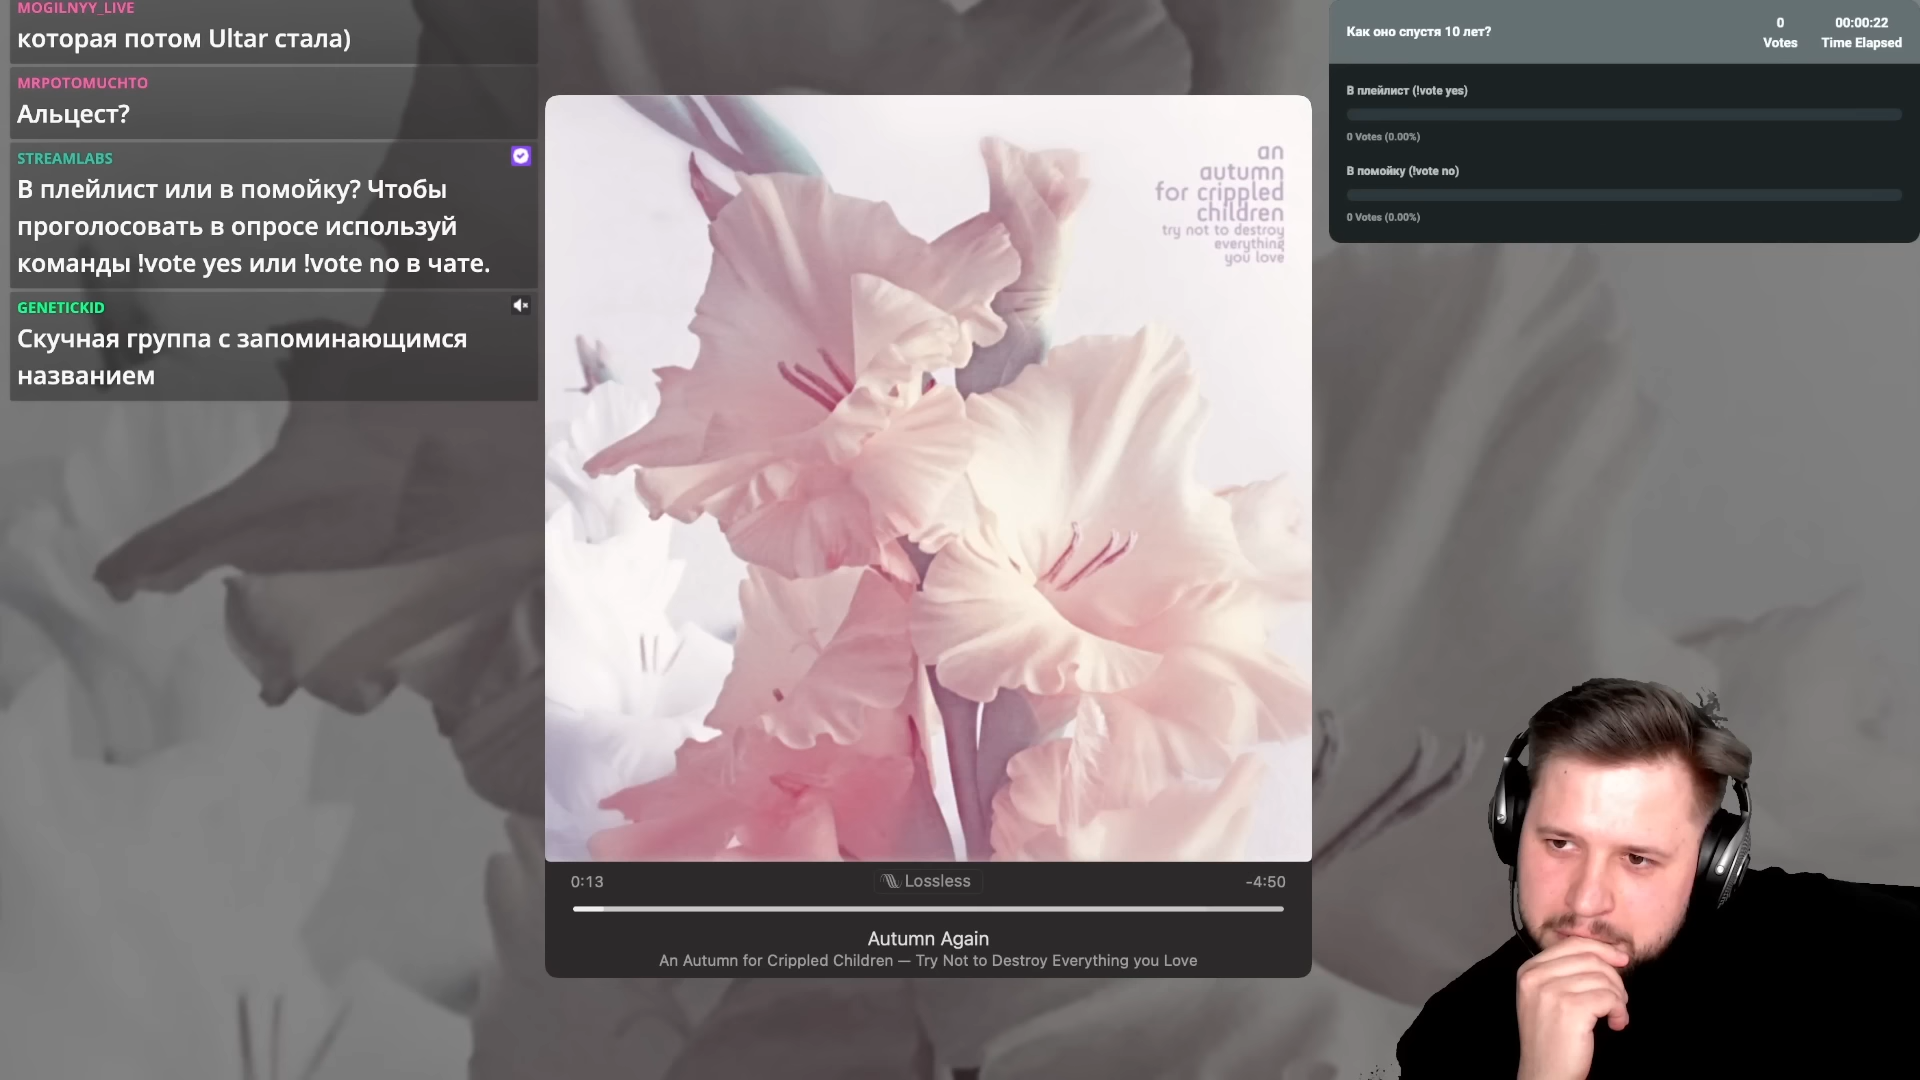 MOGILNYY_LIVE
которая потом Ultar стала)
MRPOTOMUCHTO
Альцест?
STREAMLABS
В плейлист или в помойку? Чтобы
проголосовать в опросе используй
команды !vote yes или !vote no в чате.
GENETICKID
Скучная группа с запоминающимся
названием
an
autumn
for crippled
children
try not to destroy
everything
you love
0:13
Lossless
-4:50
Autumn Again
An Autumn for Crippled Children — Try Not to Destroy Everything you Love
Как оно спустя 10 лет?
0
Votes
00:00:22
Time Elapsed
В плейлист (!vote yes)
0 Votes (0.00%)
В помойку (!vote no)
0 Votes (0.00%)